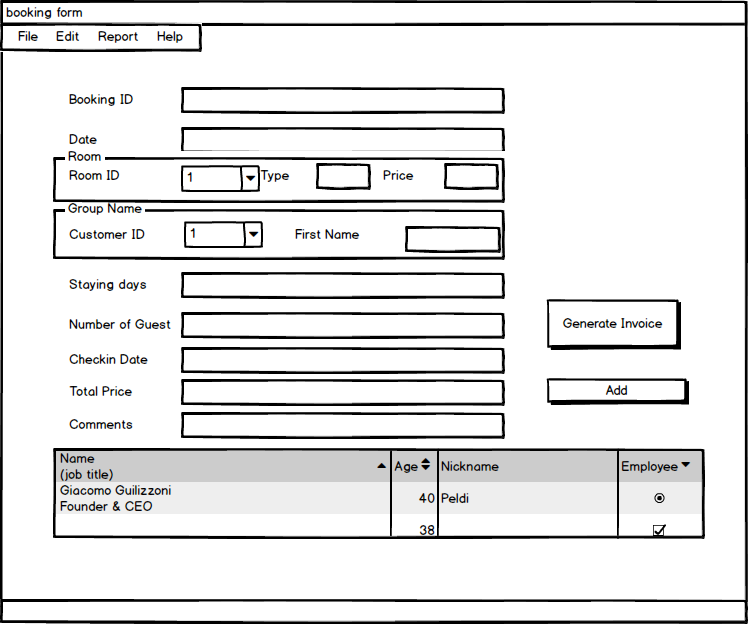 booking form
File Edit Report Help
Booking ID
Date
Room
Room ID 1 Type Price
Group Name
Customer ID 1 First Name
Staying days
Number of Guest
Generate Invoice
Checkin Date
Total Price
Add
Comments
Name
(job title)
Age Nickname Employee
Giacomo Guilizzoni
Founder & CEO
40 Peldi
38